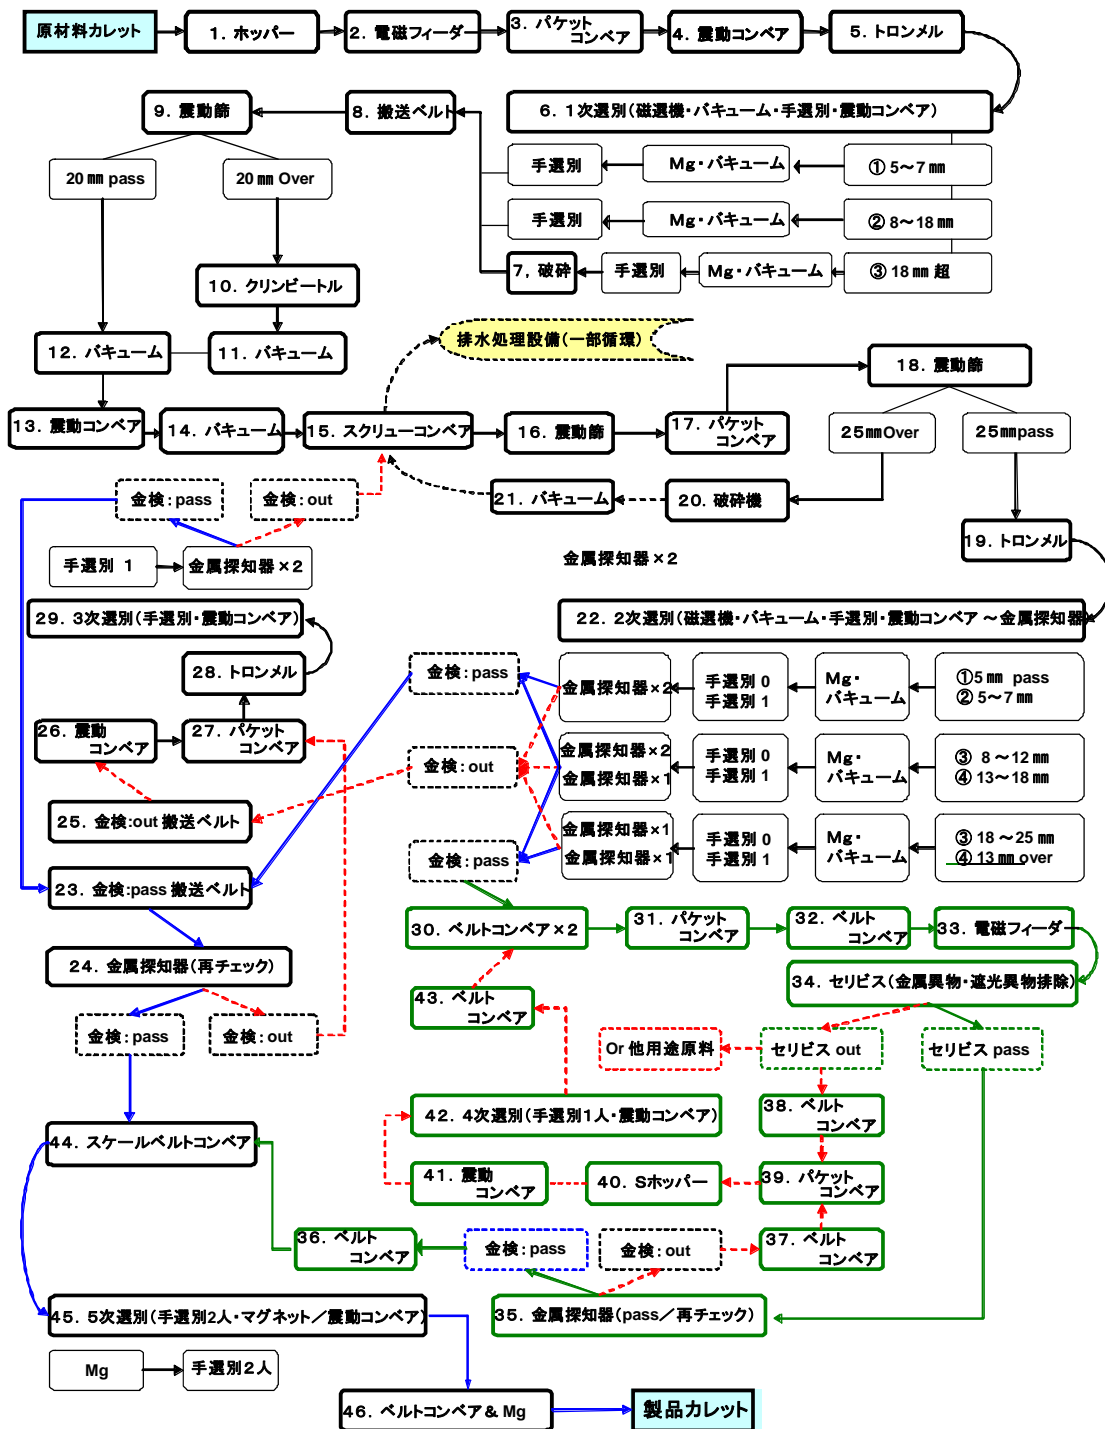 原材料カレット
1. ホッパー
2. 電磁フィーダー
3. パケット
コンベア
4. 震動コンベア
5. トロンメル
6. 1次選別(磁選機・バキューム・手選別・震動コンベア)
8. 搬送ベルト
9. 震動篩
20㎜ pass
20㎜ Over
手選別
Mg・バキューム
① 5～7㎜
手選別
Mg・バキューム
② 8～18㎜
7, 破砕
手選別
Mg・バキューム
③ 18㎜ 超
10. クリンビートル
12. バキューム
11. バキューム
排水処理設備(一部循環)
18. 震動篩
13. 震動コンベア
14. バキューム
15. スクリューコンベア
16. 震動篩
17. パケット
コンベア
25㎜Over
25㎜pass
金検：pass
金検：out
21. バキューム
20. 破砕機
19. トロンメル
手選別 1
金属探知器×2
金属探知器×2
29. 3次選別(手選別・震動コンベア)
22. 2次選別(磁選機・バキューム・手選別・震動コンベア ～金属探知器)
28. トロンメル
金検：pass
金属探知器×2
手選別 0
手選別 1
Mg・
バキューム
①5㎜ pass
② 5～7㎜
26. 震動
コンベア
27. パケット
コンベア
金検：out
金属探知器×2
金属探知器×1
手選別 0
手選別 1
Mg・
バキューム
③ 8～12㎜
④ 13～18㎜
25. 金検:out 搬送ベルト
金検：pass
金属探知器×1
金属探知器×1
手選別 0
手選別 1
Mg・
バキューム
③ 18～25㎜
④ 13㎜ over
23. 金検:pass 搬送ベルト
30. ベルトコンベア×2
31. パケット
コンベア
32. ベルト
コンベア
33. 電磁フィーダー
24. 金属探知器(再チェック)
34. セリビス(金属異物・遮光異物排除)
43. ベルト
コンベア
金検：pass
金検：out
Or 他用途原料
セリビス out
セリビス pass
42. 4次選別(手選別1人・震動コンベア)
38. ベルト
コンベア
44. スケールベルトコンベア
41. 震動
コンベア
40. Sホッパー
39. パケット
コンベア
36. ベルト
コンベア
金検：pass
金検：out
37. ベルト
コンベア
45. 5次選別(手選別2人・マグネット／震動コンベア)
35. 金属探知器(pass／再チェック)
Mg
手選別2人
46. ベルトコンベア＆Mg
製品カレット